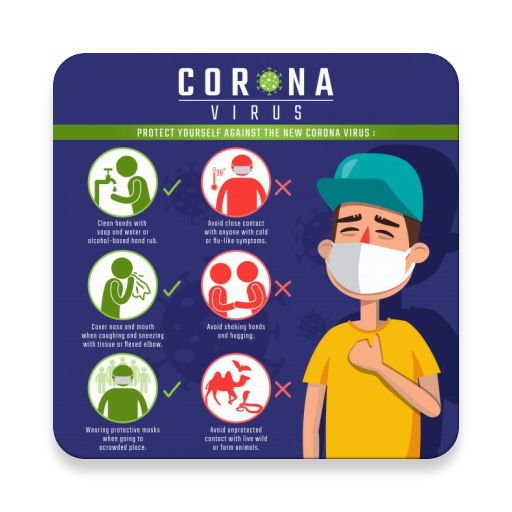 CORONA
VIRUS
PROTECT YOURSELF AGAINST THE NEW CORONA VIRUS :
Clean hands with
soap and water or
alcohol-based hand rub.
38°
Avoid close contact
with anyone with cold
or flu-like symptoms.
Cover nose and mouth
when coughing and sneezing
with tissue or flexed elbow.
Avoid shaking hands
and hugging.
Wearing protective masks
when going to
acrowded place.
Avoid unprotected
contact with live wild
or farm animals.